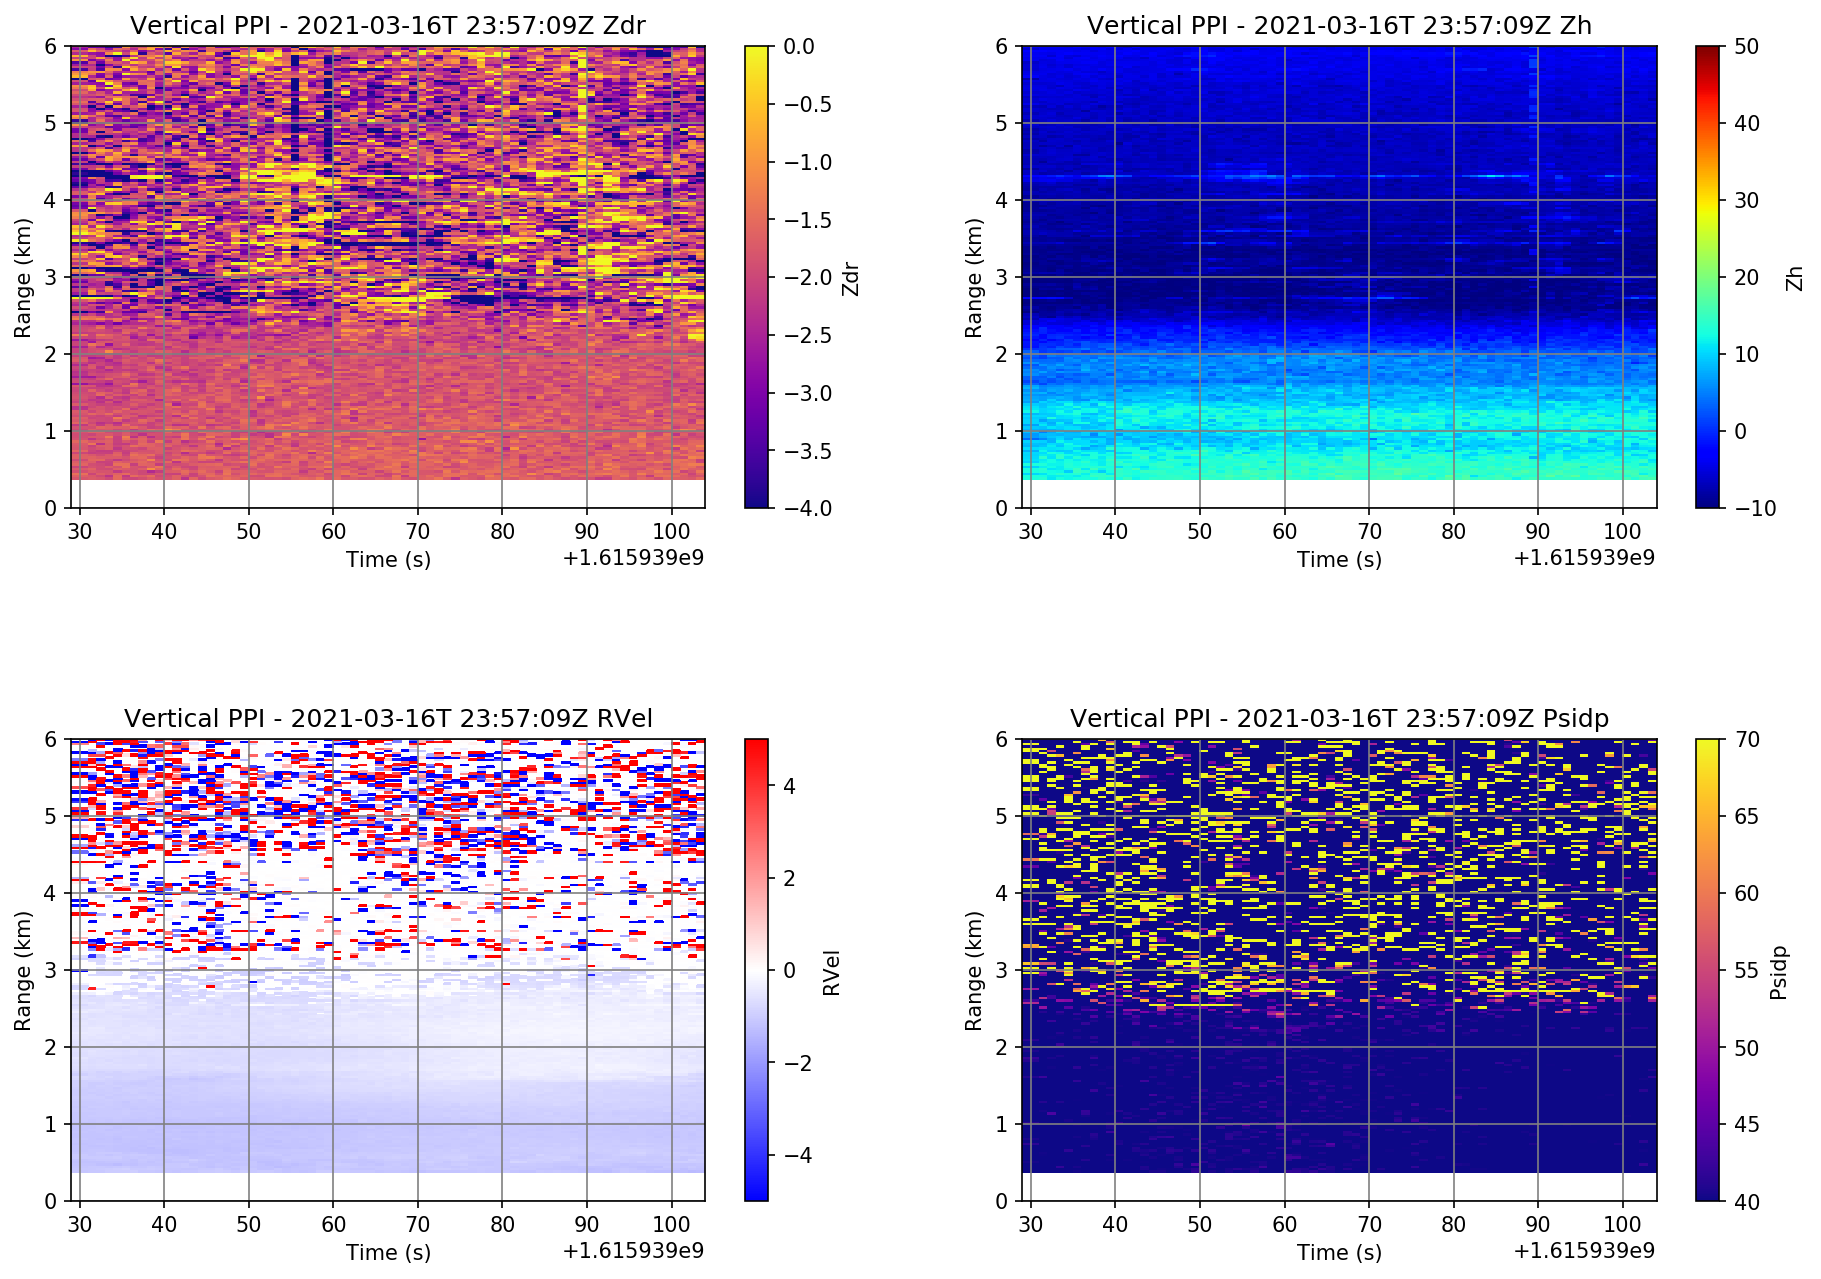 Vertical PPI - 2021-03-16T 23:57:09Z Zdr
6
5
4
3
2
1
0
Range (km)
30 40 50 60 70 80 90 100
Time (s)
+1.615939e9
0.0
−0.5
−1.0
−1.5
−2.0
−2.5
−3.0
−3.5
−4.0
Zdr
Vertical PPI - 2021-03-16T 23:57:09Z Zh
6
5
4
3
2
1
0
Range (km)
30 40 50 60 70 80 90 100
Time (s)
+1.615939e9
50
40
30
20
10
0
−10
Zh
Vertical PPI - 2021-03-16T 23:57:09Z RVel
6
5
4
3
2
1
0
Range (km)
30 40 50 60 70 80 90 100
Time (s)
+1.615939e9
4
2
0
−2
−4
RVel
Vertical PPI - 2021-03-16T 23:57:09Z Psidp
6
5
4
3
2
1
0
Range (km)
30 40 50 60 70 80 90 100
Time (s)
+1.615939e9
70
65
60
55
50
45
40
Psidp